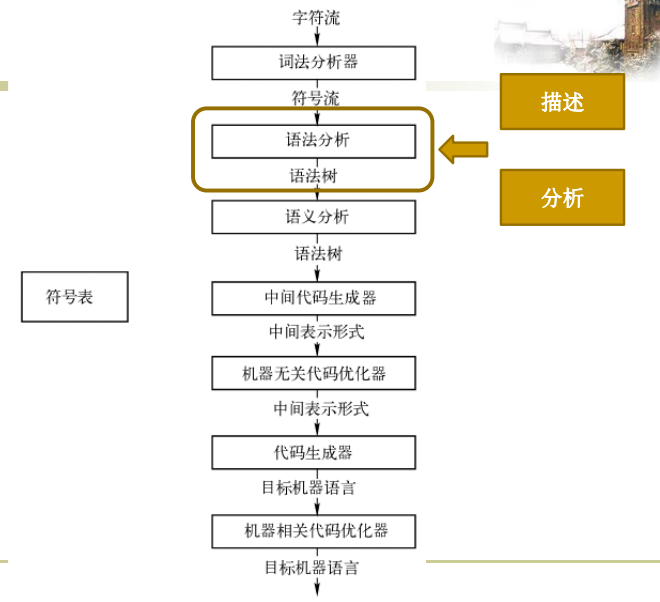 字符流
词法分析器
符号流
语法分析
语法树
语义分析
语法树
中间代码生成器
中间表示形式
机器无关代码优化器
中间表示形式
代码生成器
目标机器语言
机器相关代码优化器
目标机器语言
符号表
描述
分析